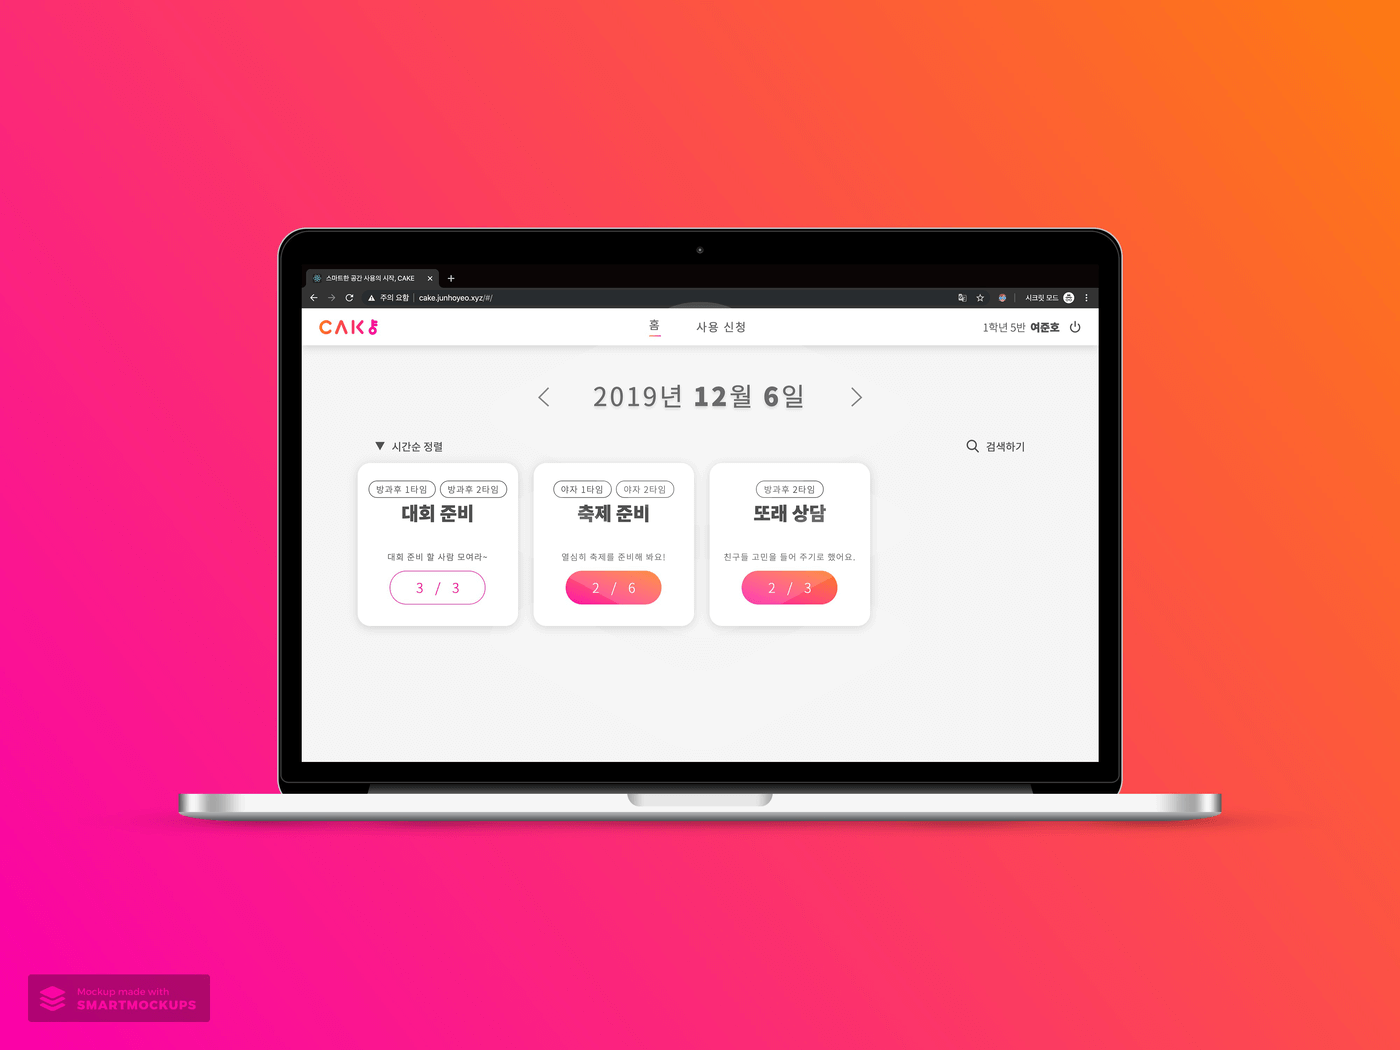 스마트한 공간 사용의 시작, CAKE
주의 요함 cake.junhoyeo.xyz/#/ 시크릿 모드
CAK 홈 사용 신청 1학년 5반 여준호
2019년 12월 6일
시간순 정렬 검색하기
방과후 1타임 방과후 2타임
대회 준비
대회 준비 할 사람 모여라~
3 / 3
야자 1타임 야자 2타임
축제 준비
열심히 축제를 준비해 봐요!
2 / 6
방과후 2타임
또래 상담
친구들 고민을 들어 주기로 했어요.
2 / 3
Mockup made with
SMARTMOCKUPS